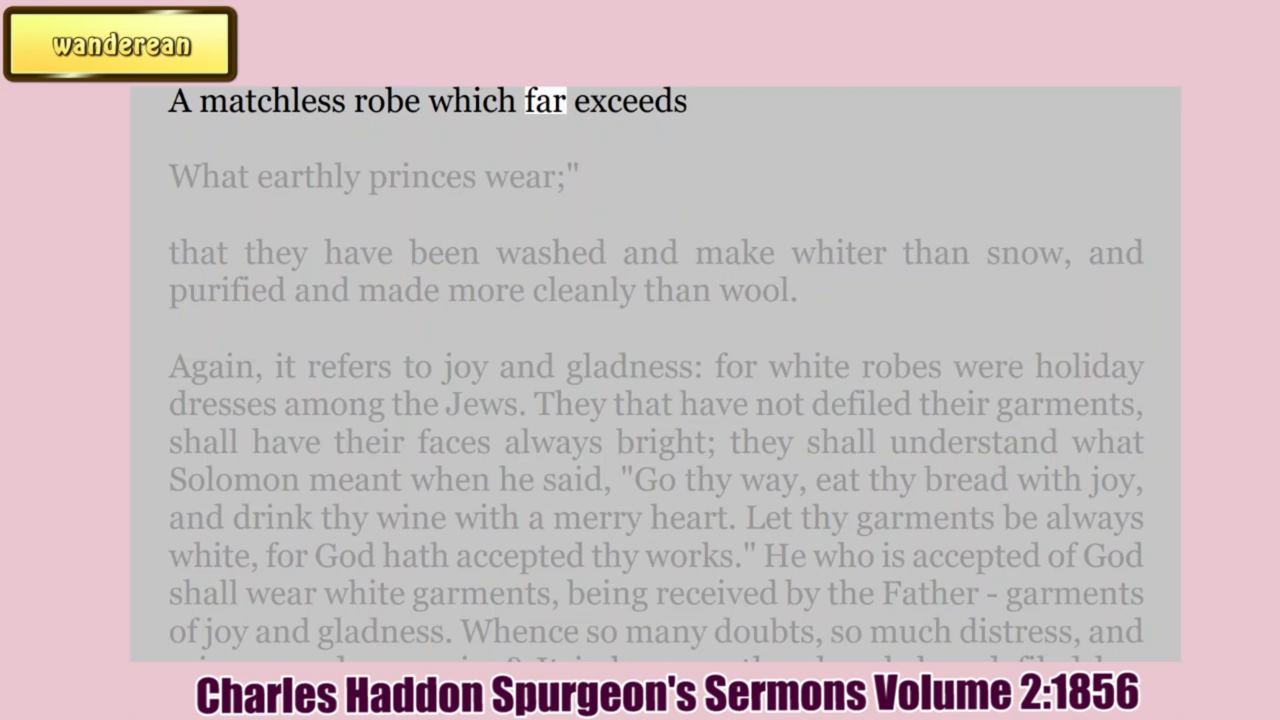 wanderean
A matchless robe which far exceeds
What earthly princes wear;"
that they have been washed and make whiter than snow, and
purified and made more cleanly than wool.
Again, it refers to joy and gladness: for white robes were holiday
dresses among the Jews. They that have not defiled their garments,
shall have their faces always bright; they shall understand what
Solomon meant when he said, "Go thy way, eat thy bread with joy,
and drink thy wine with a merry heart. Let thy garments be always
white, for God hath accepted thy works." He who is accepted of God
shall wear white garments, being received by the Father - garments
of joy and gladness. Whence so many doubts, so much distress, and
Charles Haddon Spurgeon's Sermons Volume 2:1856